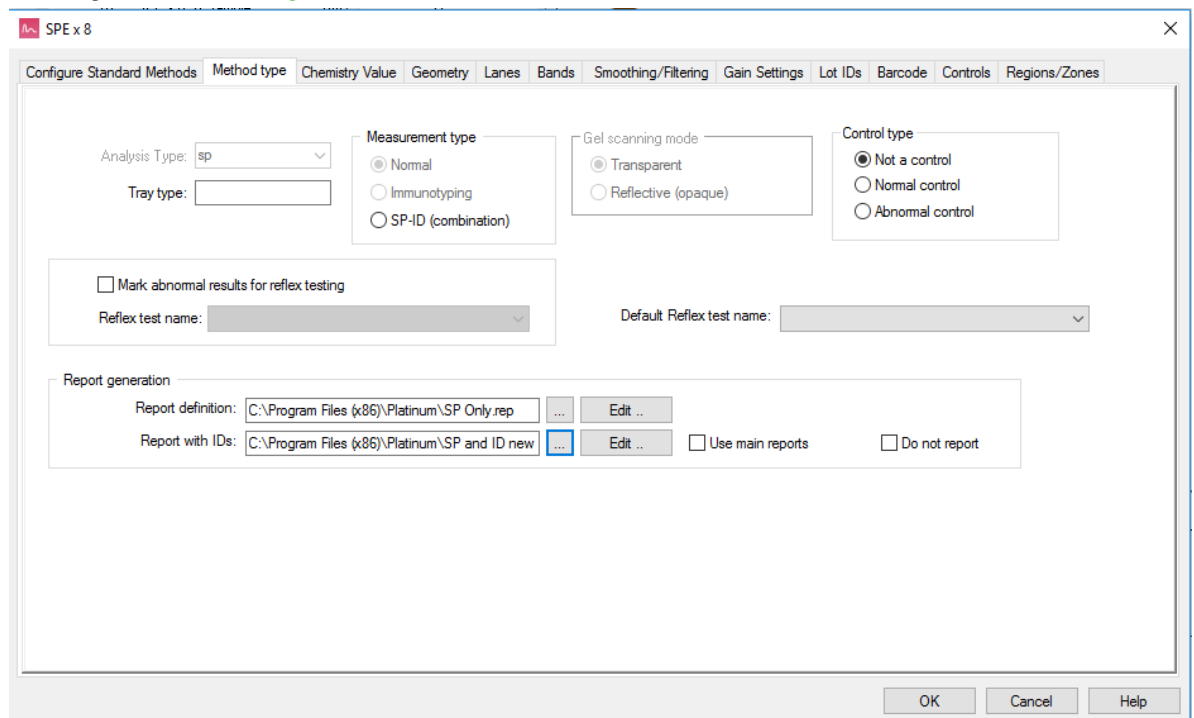 SPE x 8
Configure Standard Methods Method type Chemistry Value Geometry Lanes Bands Smoothing/Filtering Gain Settings Lot IDs Barcode Controls Regions/Zones
Analysis Type: sp
Tray type:
Measurement type
Normal
Immunotyping
SP-ID (combination)
Gel scanning mode
Transparent
Reflective (opaque)
Control type
Not a control
Normal control
Abnormal control
Mark abnormal results for reflex testing
Reflex test name:
Default Reflex test name:
Report generation
Report definition: C:\Program Files (x86)\Platinum\SP Only.rep ... Edit ..
Report with IDs: C:\Program Files (x86)\Platinum\SP and ID new ... Edit .. Use main reports Do not report
OK Cancel Help